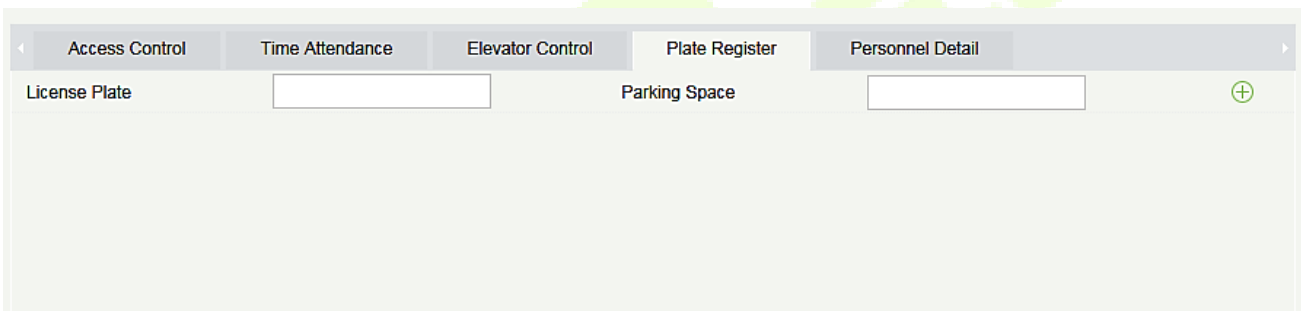 Access Control Time Attendance Elevator Control Plate Register Personnel Detail
License Plate Parking Space